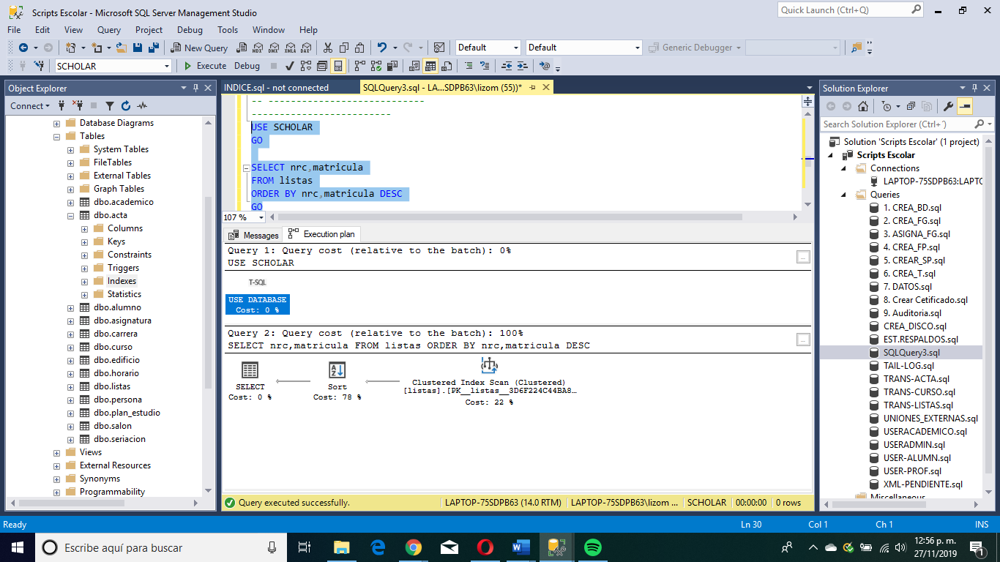 Scripts Escolar - Microsoft SQL Server Management Studio
Quick Launch (Ctrl+Q)
File Edit View Query Project Debug Tools Window Help
New Query MDX DMX XMLA DAX Default Default Generic Debugger
SCHOLAR Execute Debug
Object Explorer
Connect
Database Diagrams
Tables
System Tables
FileTables
External Tables
Graph Tables
dbo.academico
dbo.acta
Columns
Keys
Constraints
Triggers
Indexes
Statistics
dbo.alumno
dbo.asignatura
dbo.carrera
dbo.curso
dbo.edificio
dbo.horario
dbo.listas
dbo.persona
dbo.plan_estudio
dbo.salon
dbo.seriacion
Views
External Resources
Synonyms
Programmability
INDICE.sql - not connected
SQLQuery3.sql - LA...SDPB63\lizom (55))*
-- ----------------------------
-------------------------
USE SCHOLAR
GO
SELECT nrc,matricula
FROM listas
ORDER BY nrc,matricula DESC
GO
107 %
Messages Execution plan
Query 1: Query cost (relative to the batch): 0%
USE SCHOLAR
...
T-SQL
USE DATABASE
Cost: 0 %
Query 2: Query cost (relative to the batch): 100%
SELECT nrc,matricula FROM listas ORDER BY nrc,matricula DESC
...
SELECT
Cost: 0 %
Sort
Cost: 78 %
Clustered Index Scan (Clustered)
[listas].[PK__listas__3D6F224C44BA8…
Cost: 22 %
Query executed successfully. LAPTOP-75SDPB63 (14.0 RTM) LAPTOP-75SDPB63\lizom ... SCHOLAR 00:00:00 0 rows
Solution Explorer
Search Solution Explorer (Ctrl+´)
Solution 'Scripts Escolar' (1 project)
Scripts Escolar
Connections
LAPTOP-75SDPB63:LAPTO
Queries
1. CREA_BD.sql
2. CREA_FG.sql
3. ASIGNA_FG.sql
4. CREA_FP.sql
5. CREAR_SP.sql
6. CREA_T.sql
7. DATOS.sql
8. Crear Cetificado.sql
9. Auditoria.sql
CREA_DISCO.sql
EST.RESPALDOS.sql
SQLQuery3.sql
TAIL-LOG.sql
TRANS-ACTA.sql
TRANS-CURSO.sql
TRANS-LISTAS.sql
UNIONES_EXTERNAS.sql
USERACADEMICO.sql
USERADMIN.sql
USER-ALUMN.sql
USER-PROF.sql
XML-PENDIENTE.sql
Miscellaneous
Ready Ln 30 Col 1 Ch 1 INS
Escribe aquí para buscar
12:56 p. m.
27/11/2019
1